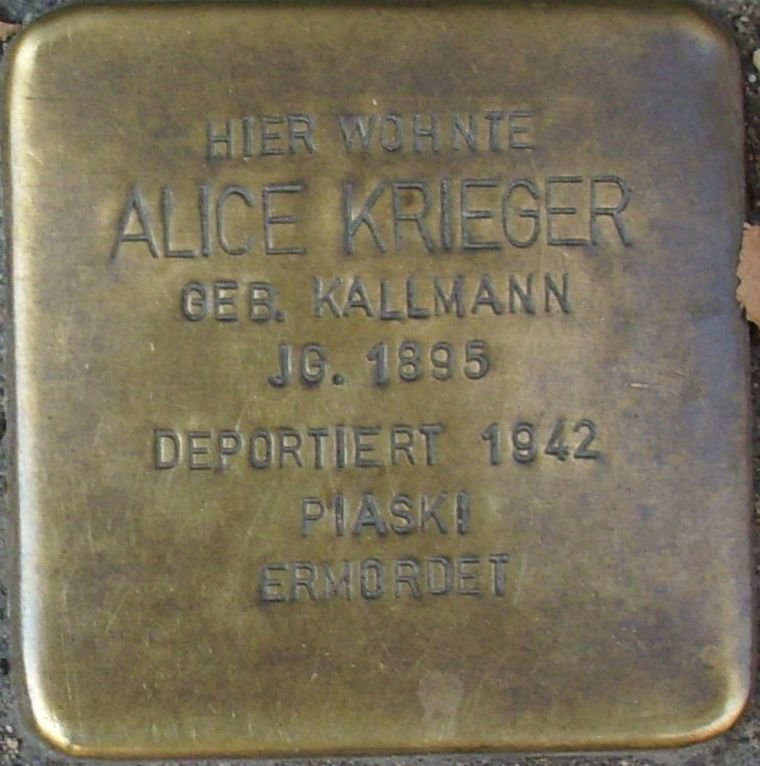 HIER WOHNTE
ALICE KRIEGER
GEB. KALLMANN
JG. 1895
DEPORTIERT 1942
PIASKI
ERMORDET